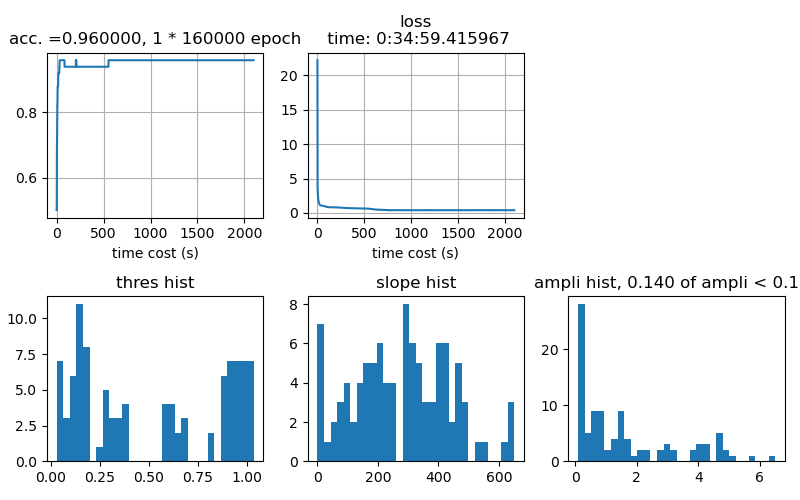 acc. =0.960000, 1 * 160000 epoch
0.8
0.6
0 500 1000 1500 2000
time cost (s)
loss
time: 0:34:59.415967
20
15
10
5
0
0 500 1000 1500 2000
time cost (s)
thres hist
10.0
7.5
5.0
2.5
0.0
0.00 0.25 0.50 0.75 1.00
slope hist
8
6
4
2
0
0 200 400 600
ampli hist, 0.140 of ampli < 0.1
20
10
0
0 2 4 6